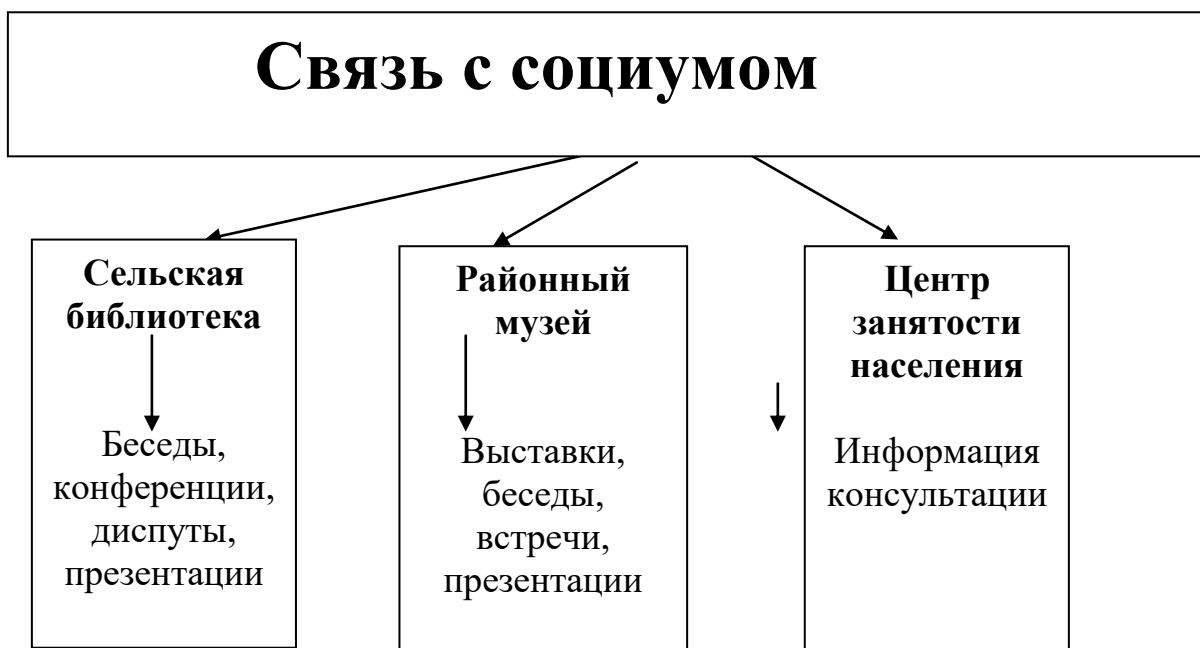 Связь с социумом
Сельская
библиотека
Беседы,
конференции,
диспуты,
презентации
Районный
музей
Выставки,
беседы,
встречи,
презентации
Центр
занятости
населения
Информация
консультации